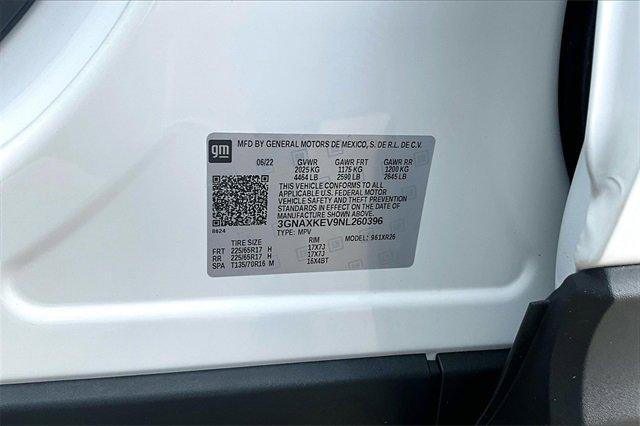 gm
MFD BY GENERAL MOTORS DE MEXICO, S. DE R.L. DE C.V.
06/22 GVWR GAWR FRT GAWR RR
2025 KG 1175 KG 1200 KG
4464 LB 2590 LB 2645 LB
THIS VEHICLE CONFORMS TO ALL
APPLICABLE U.S. FEDERAL MOTOR
VEHICLE SAFETY AND THEFT PREVENTION
STANDARDS IN EFFECT ON THE DATE OF
MANUFACTURE SHOWN ABOVE.
3GNAXKEV9NL260396
8624 TYPE: MPV MODEL: 961XR26
TIRE SIZE RIM
FRT 225/65R17 H 17X7J
RR 225/65R17 H 17X7J
SPA T135/70R16 M 16X4BT